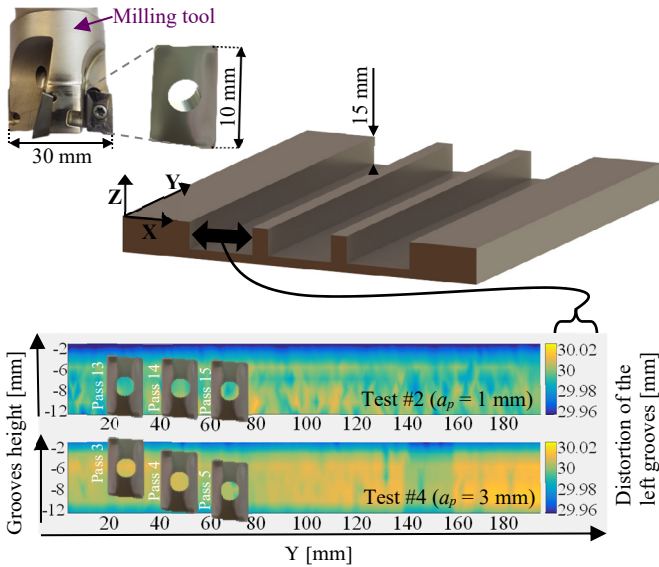 Milling tool
10 mm
30 mm
15 mm
Z
Y
X
Grooves height [mm]
-2
-6
-8
-12
Pass 13
Pass 14
Pass 15
Test #2 (aₚ = 1 mm)
20 40 60 80 100 120 140 160 180
30.02
29.98
29.96
-2
-6
-9
-12
Pass 3
Pass 4
Pass 5
Test #4 (aₚ = 3 mm)
20 40 60 80 100 120 140 160 180
30.02
30.00
29.98
29.96
Y [mm]
Distortion of the
left grooves [mm]